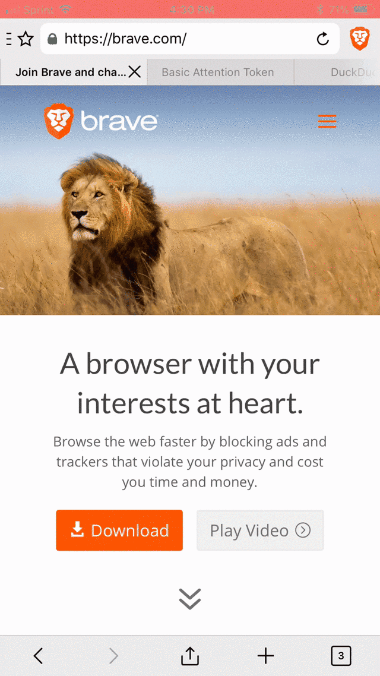 Sprint 1:30 PM
https://brave.com/
Join Brave and cha... Basic Attention Token DuckDu
brave
A browser with your
interests at heart.
Browse the web faster by blocking ads and
trackers that violate your privacy and cost
you time and money.
Download Play Video
3